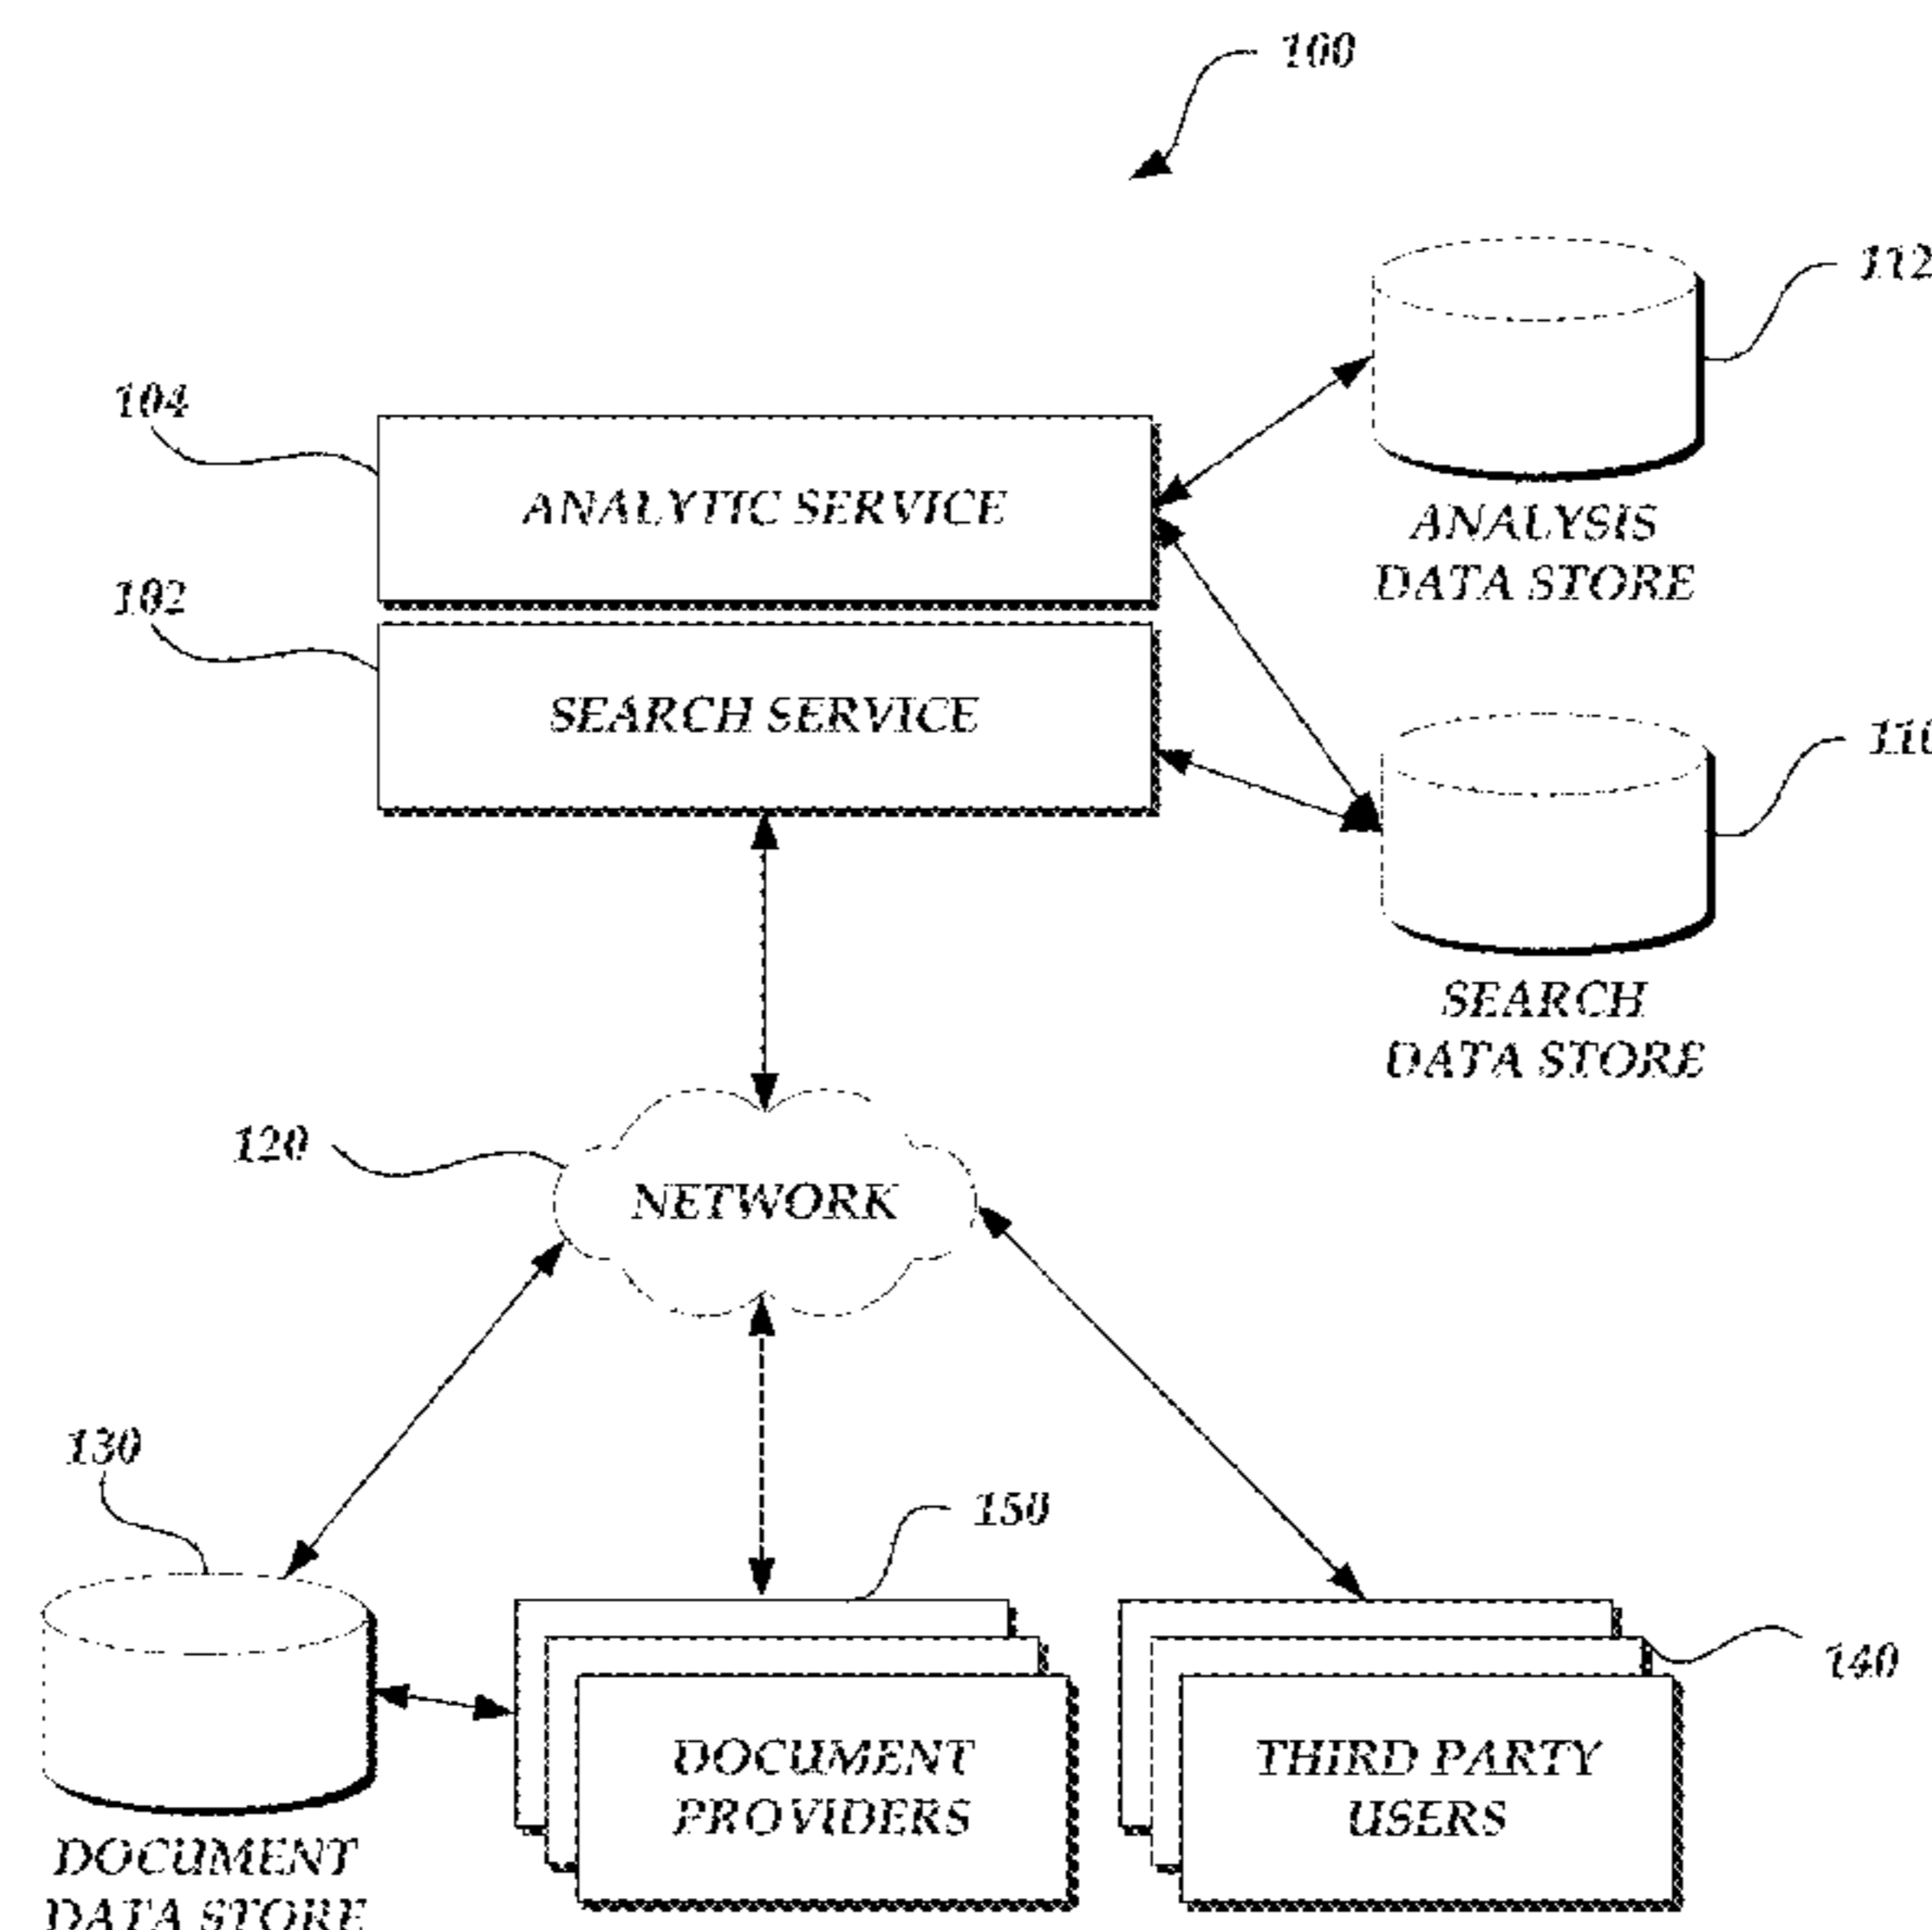 100
112
104
ANALYTIC SERVICE
ANALYSIS
DATA STORE
102
SEARCH SERVICE
110
SEARCH
DATA STORE
120
NETWORK
130
150
140
DOCUMENT
PROVIDERS
THIRD PARTY
USERS
DOCUMENT
DATA STORE